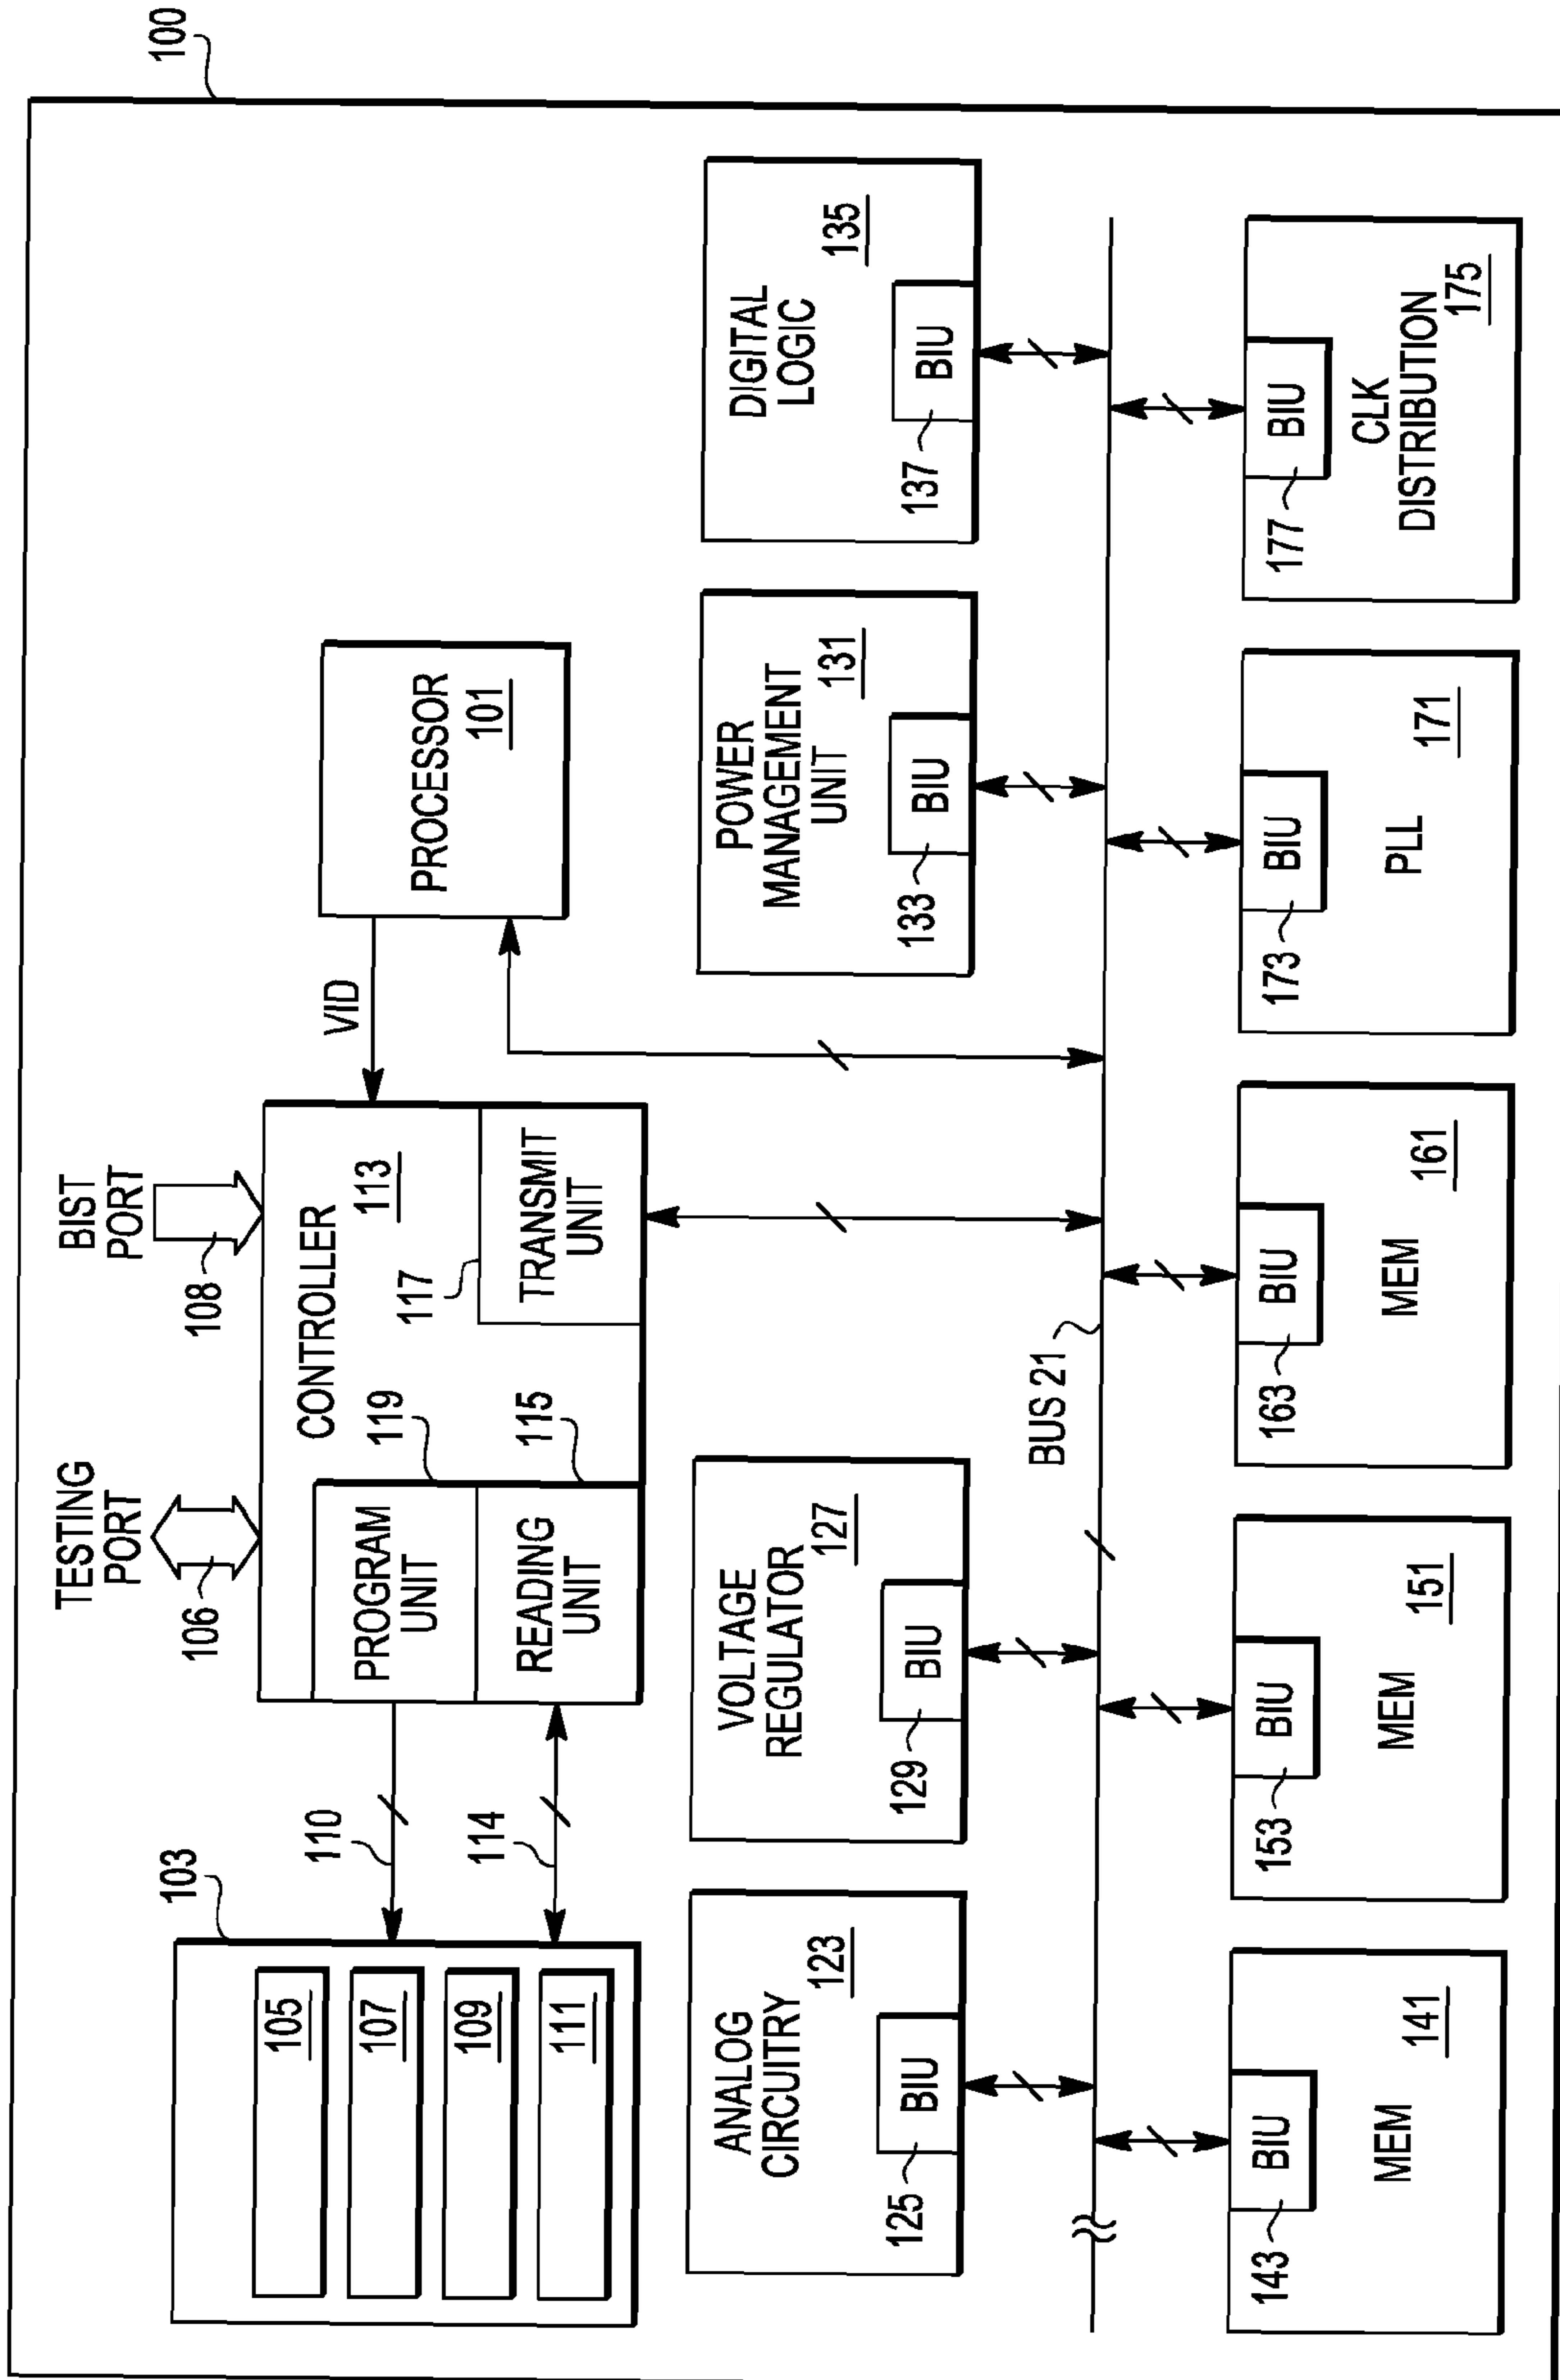 100
TESTING
PORT
106
BIST
PORT
108
103
105
107
109
111
110
114
CONTROLLER
113
119
PROGRAM
UNIT
115
READING
UNIT
117
TRANSMIT
UNIT
VID
PROCESSOR
101
ANALOG
CIRCUITRY
123
BIU
125
VOLTAGE
REGULATOR
127
BIU
129
POWER
MANAGEMENT
UNIT
131
BIU
133
DIGITAL
LOGIC
135
BIU
137
BUS 21
BIU
143
141
MEM
BIU
153
151
MEM
BIU
163
161
MEM
BIU
173
171
PLL
BIU
177
CLK
DISTRIBUTION
175